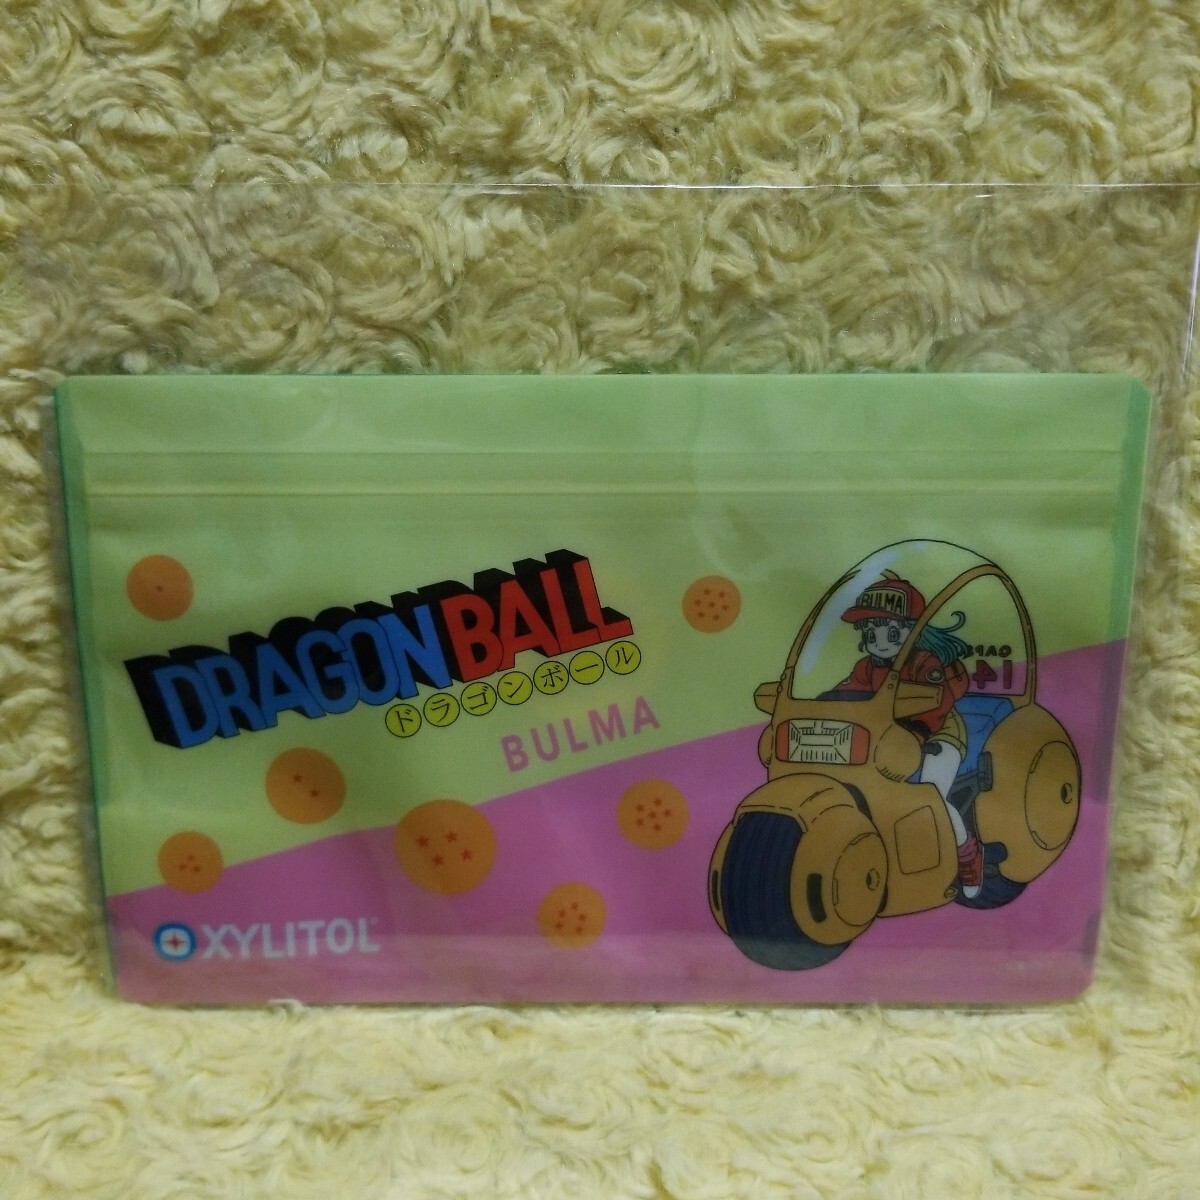 DRAGON BALL
ドラゴンボール
BULMA
BULMA
CAPS
14
XYLITOL